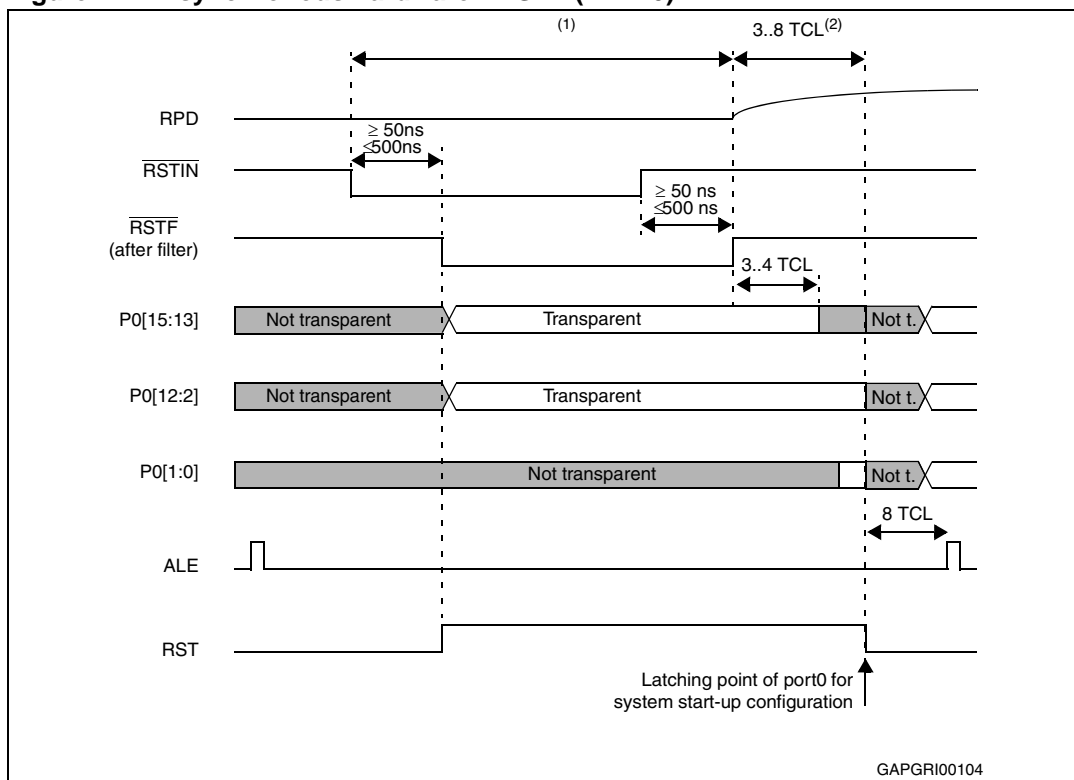 (1)
3..8 TCL(2)
RPD
≥ 50ns
≤500ns
RSTIN
≥ 50 ns
≤500 ns
RSTF
(after filter)
3..4 TCL
P0[15:13]
Not transparent
Transparent
Not t.
P0[12:2]
Not transparent
Transparent
Not t.
P0[1:0]
Not transparent
Not t.
8 TCL
ALE
RST
Latching point of port0 for
system start-up configuration
GAPGRI00104